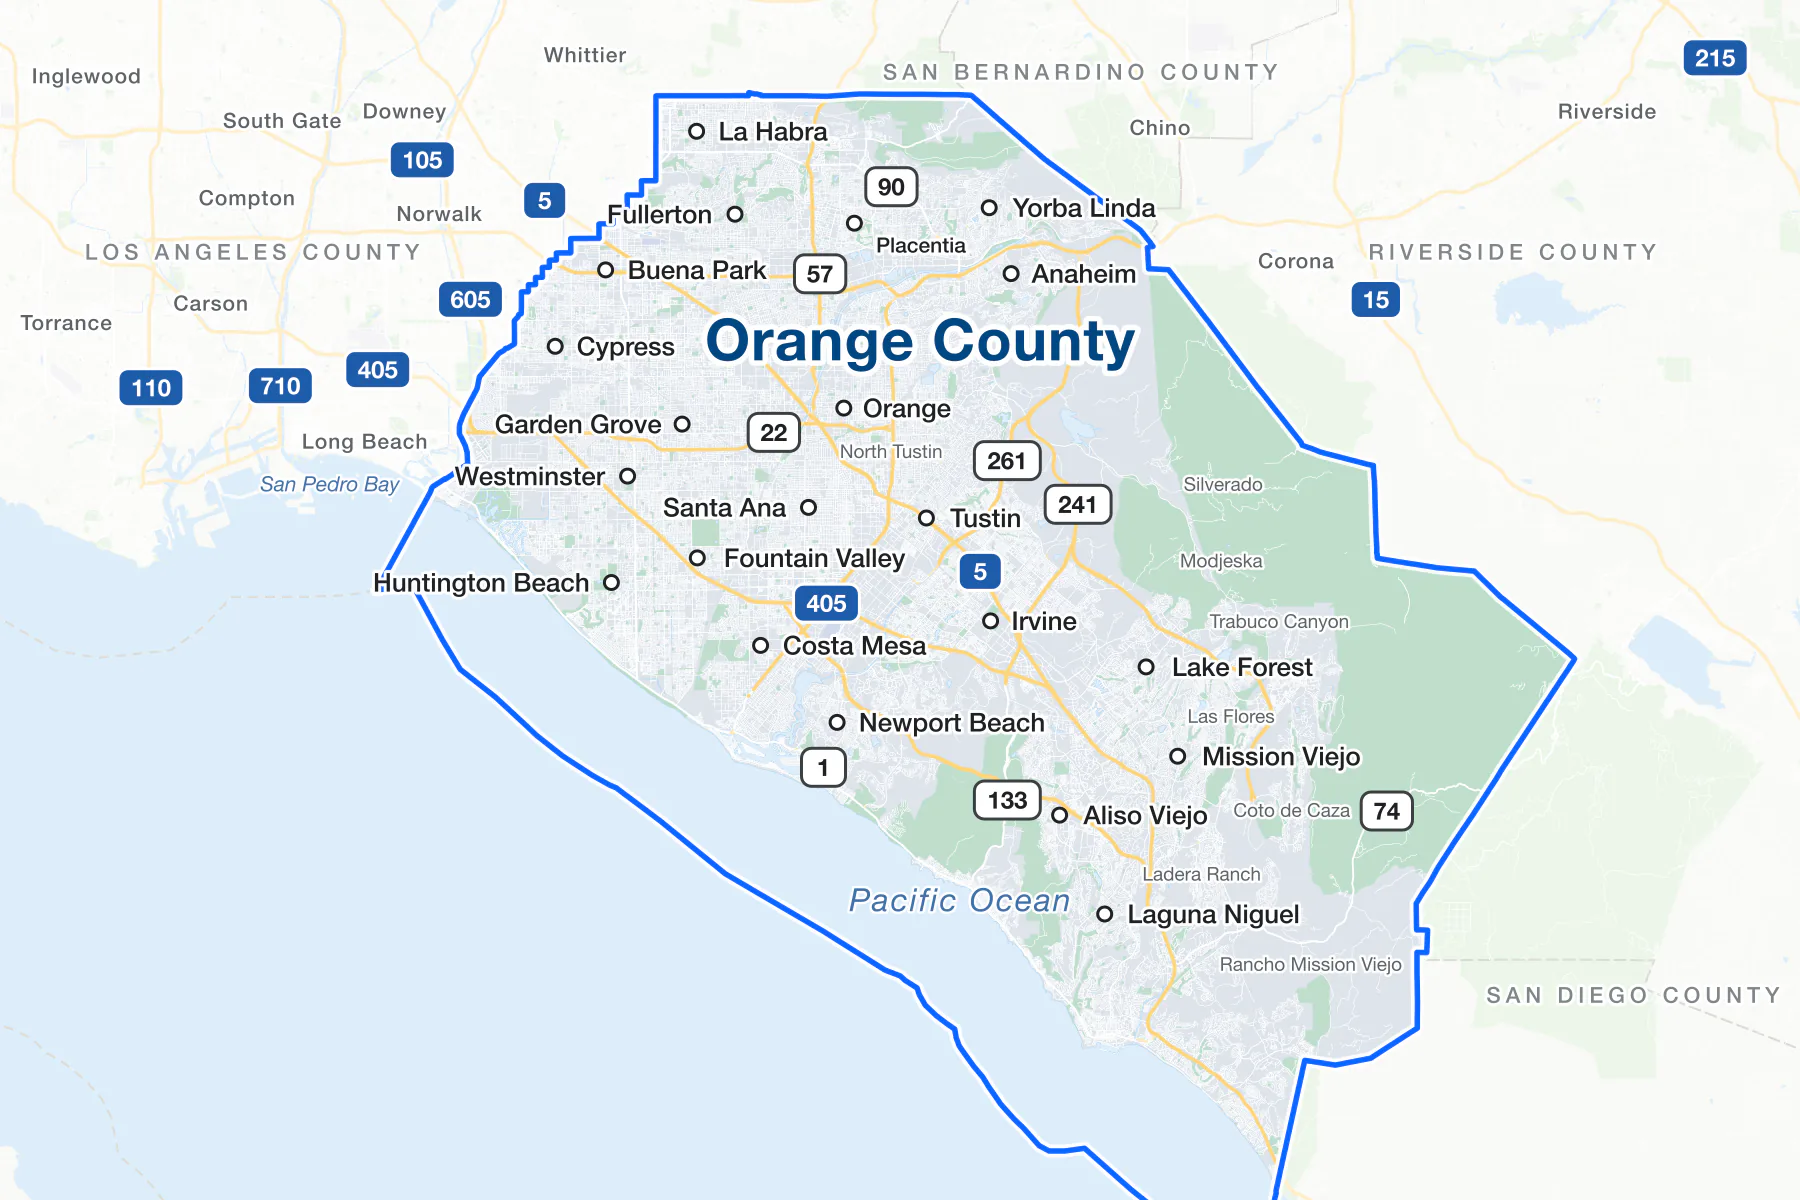 Whittier
SAN BERNARDINO COUNTY
215
Inglewood
South Gate
Downey
Riverside
Chino
La Habra
105
90
Compton
5
Norwalk
Fullerton
Yorba Linda
Placentia
LOS ANGELES COUNTY
RIVERSIDE COUNTY
Corona
Buena Park
57
Anaheim
605
15
Carson
Torrance
Cypress
Orange County
405
110
710
Garden Grove
22
Orange
Long Beach
North Tustin
261
San Pedro Bay
Westminster
Silverado
Santa Ana
241
Tustin
Fountain Valley
Modjeska
5
Huntington Beach
405
Irvine
Trabuco Canyon
Costa Mesa
Lake Forest
Las Flores
Newport Beach
Mission Viejo
1
133
Aliso Viejo
Coto de Caza
74
Ladera Ranch
Pacific Ocean
Laguna Niguel
Rancho Mission Viejo
SAN DIEGO COUNTY